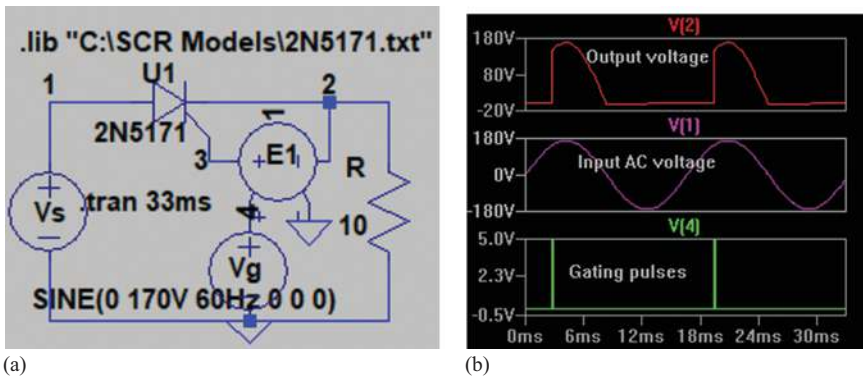 .lib "C:\SCR Models\2N5171.txt"
1
U1
2
2N5171
3
1
E1
R
Vs
.tran 33ms
4
10
Vg
SINE(0 170V 60Hz 0 0 0)
(a)
V(2)
180V
Output voltage
80V
-20V
V(1)
180V
Input AC voltage
0V
-180V
V(4)
5.0V
Gating pulses
2.3V
-0.5V
0ms 6ms 12ms 18ms 24ms 30ms
(b)